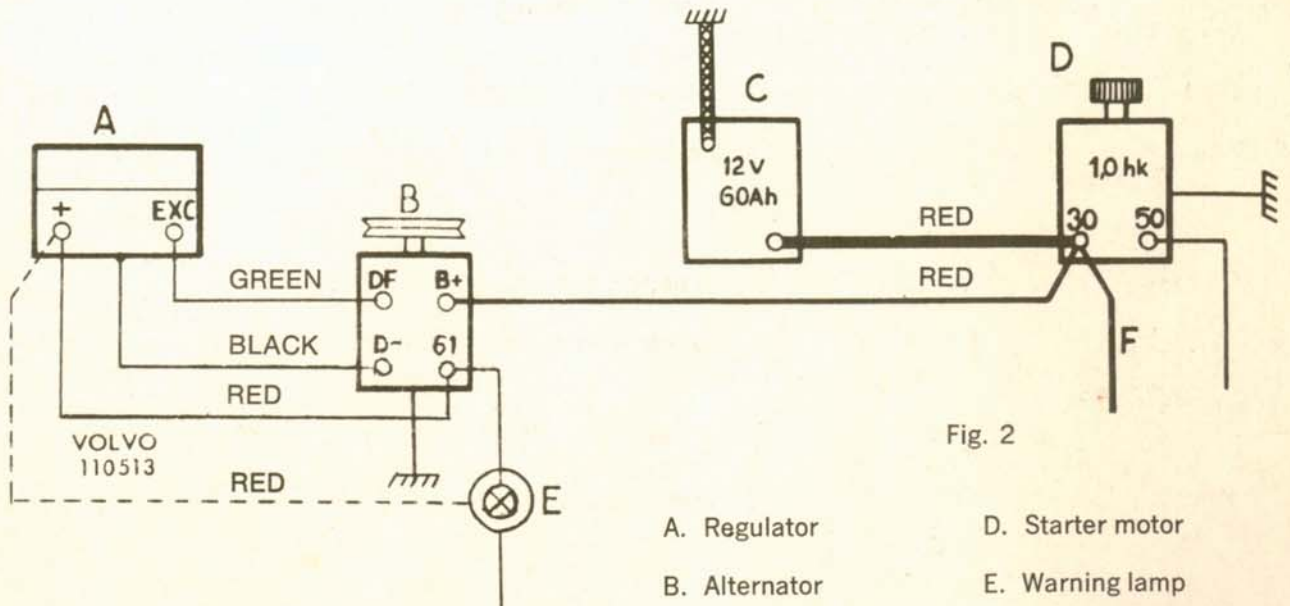 A
B
C
D
+ EXC
12 V
60Ah
1,0 hk
RED
30 50
GREEN
DF B+
RED
BLACK
D- 61
RED
F
VOLVO
110513
RED
E
Fig. 2
A. Regulator D. Starter motor
B. Alternator E. Warning lamp